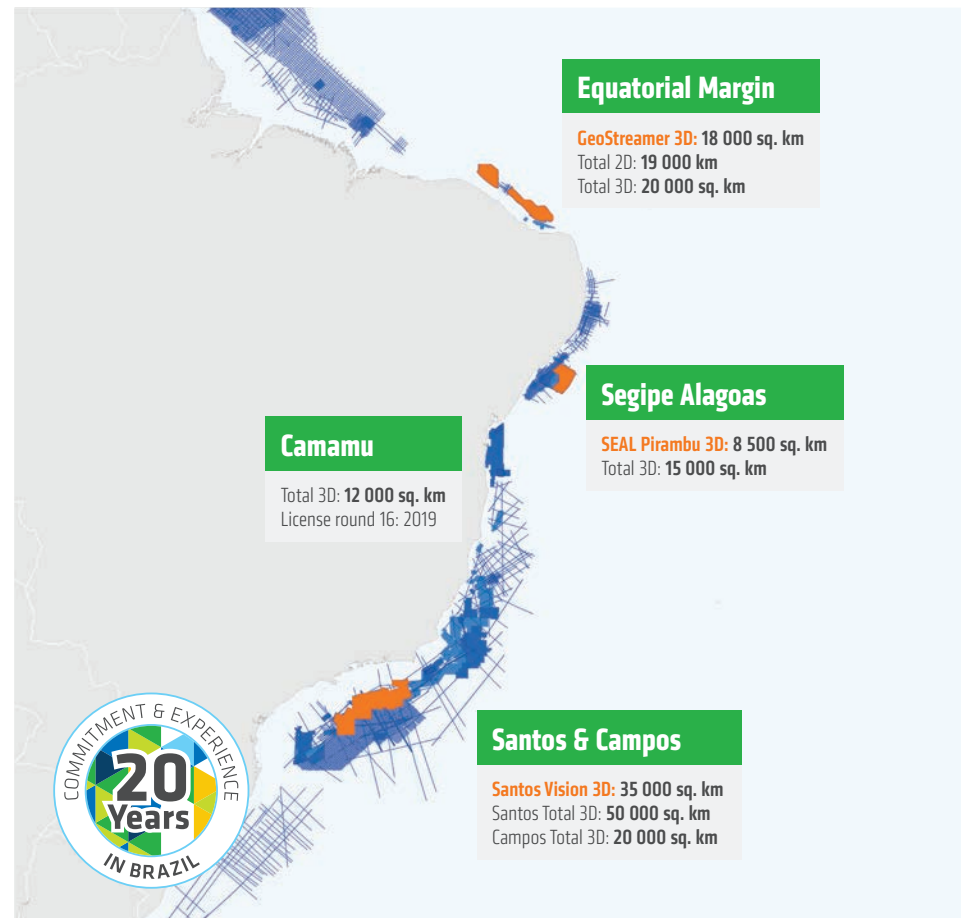 Equatorial Margin
GeoStreamer 3D: 18 000 sq. km
Total 2D: 19 000 km
Total 3D: 20 000 sq. km
Segipe Alagoas
SEAL Pirambu 3D: 8 500 sq. km
Total 3D: 15 000 sq. km
Camamu
Total 3D: 12 000 sq. km
License round 16: 2019
Santos & Campos
Santos Vision 3D: 35 000 sq. km
Santos Total 3D: 50 000 sq. km
Campos Total 3D: 20 000 sq. km
COMMITMENT & EXPERIENCE
20
Years
IN BRAZIL